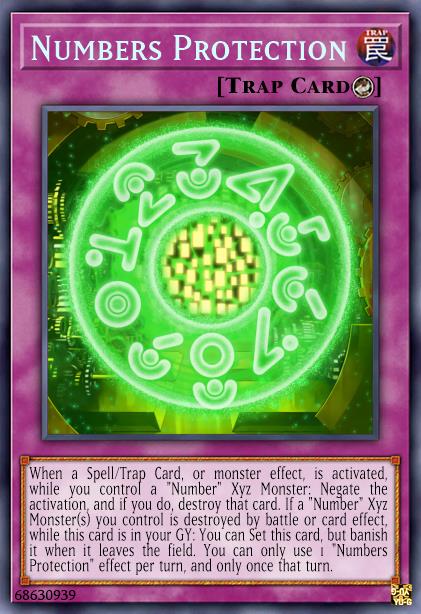 NUMBERS PROTECTION
TRAP
罠
[TRAP CARD]
When a Spell/Trap Card, or monster effect, is activated,
while you control a "Number" Xyz Monster: Negate the
activation, and if you do, destroy that card. If a "Number" Xyz
Monster(s) you control is destroyed by battle or card effect,
while this card is in your GY: You can Set this card, but banish
it when it leaves the field. You can only use 1 "Numbers
Protection" effect per turn, and only once that turn.
68630939